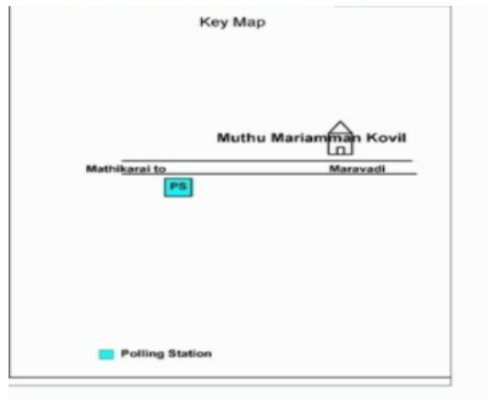 Key Map
Muthu Mariamman Kovil
Mathikarai to Maravadi
PS
Polling Station